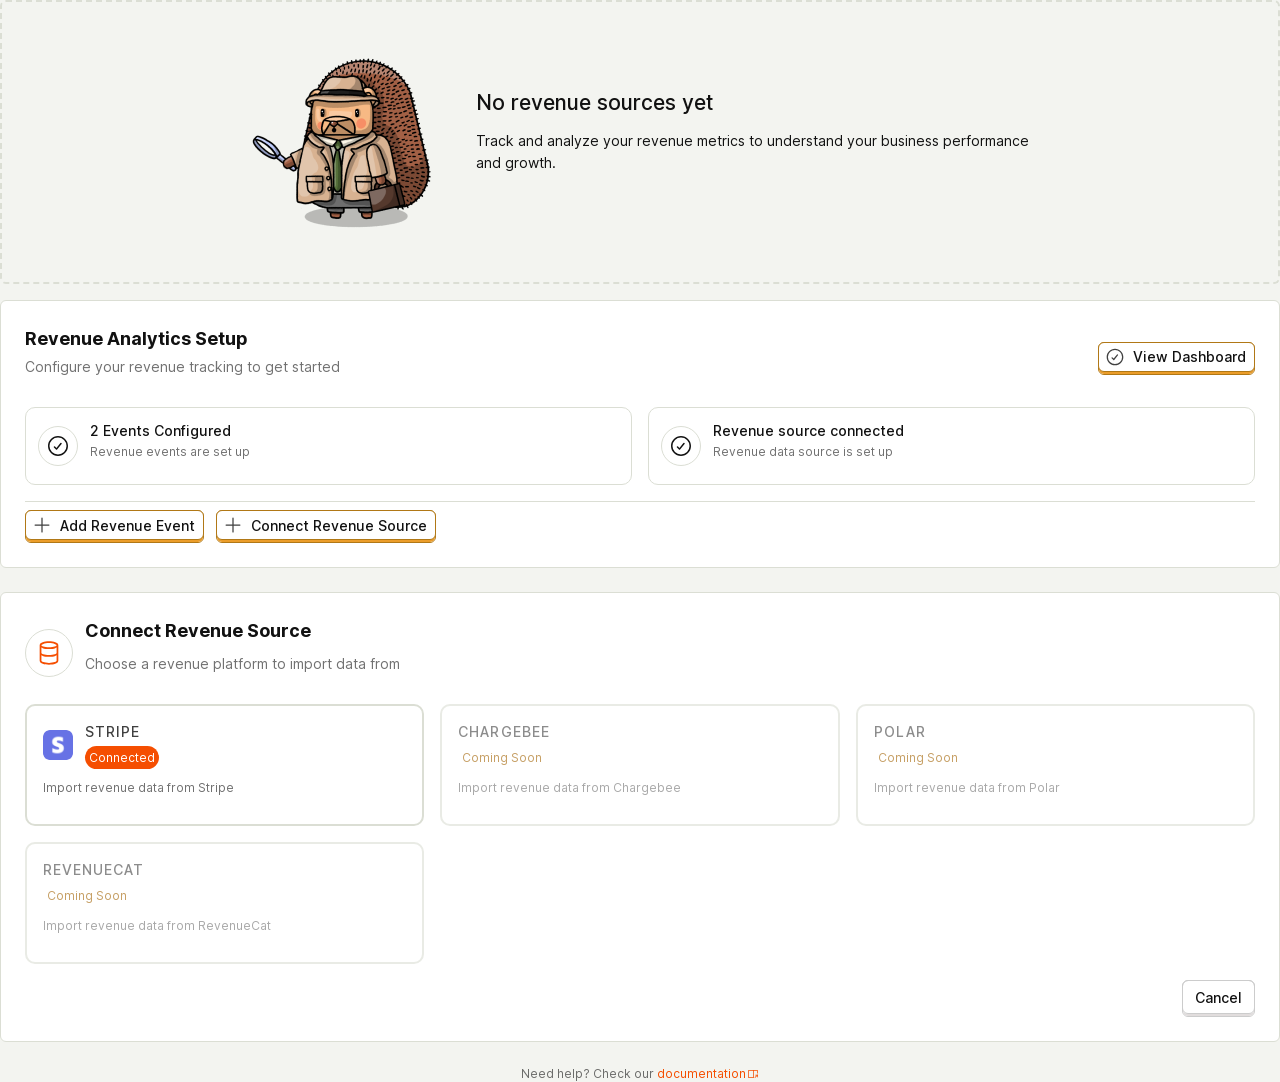 No revenue sources yet
Track and analyze your revenue metrics to understand your business performance
and growth.
Revenue Analytics Setup
Configure your revenue tracking to get started
View Dashboard
2 Events Configured
Revenue events are set up
Revenue source connected
Revenue data source is set up
Add Revenue Event
Connect Revenue Source
Connect Revenue Source
Choose a revenue platform to import data from
S
STRIPE
Connected
Import revenue data from Stripe
CHARGEBEE
Coming Soon
Import revenue data from Chargebee
POLAR
Coming Soon
Import revenue data from Polar
REVENUECAT
Coming Soon
Import revenue data from RevenueCat
Cancel
Need help? Check our documentation